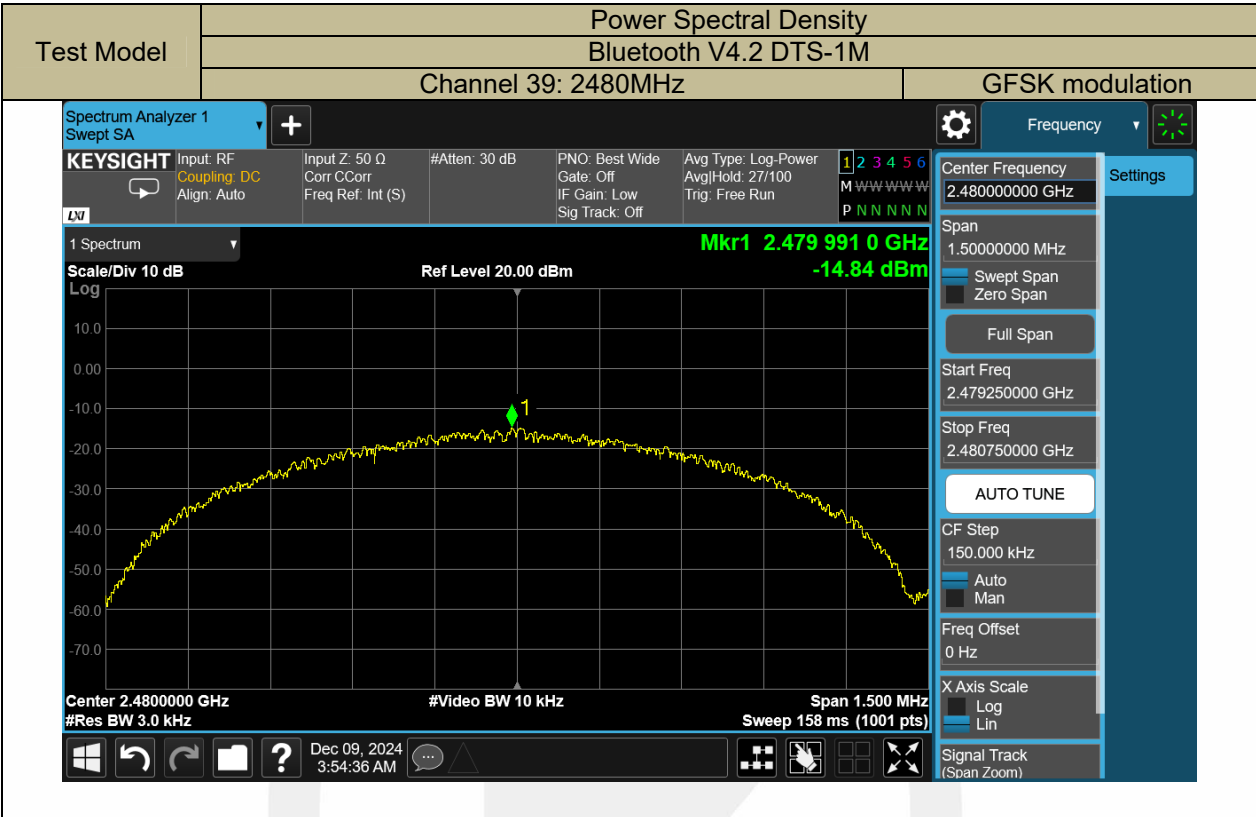 Test Model
Power Spectral Density
Bluetooth V4.2 DTS-1M
Channel 39: 2480MHz
GFSK modulation
Spectrum Analyzer 1
Swept SA
Frequency
KEYSIGHT
LXI
Input: RF
Coupling: DC
Align: Auto
Input Z: 50 Ω
Corr CCorr
Freq Ref: Int (S)
#Atten: 30 dB
PNO: Best Wide
Gate: Off
IF Gain: Low
Sig Track: Off
Avg Type: Log-Power
Avg|Hold: 27/100
Trig: Free Run
1 2 3 4 5 6
M W W W W W W
P N N N N N N
1 Spectrum
Mkr1 2.479 991 0 GHz
Scale/Div 10 dB
Ref Level 20.00 dBm
-14.84 dBm
Log
10.0
0.00
-10.0
1
-20.0
-30.0
-40.0
-50.0
-60.0
-70.0
Center 2.4800000 GHz
#Video BW 10 kHz
Span 1.500 MHz
#Res BW 3.0 kHz
Sweep 158 ms (1001 pts)
?
Dec 09, 2024
3:54:36 AM
Settings
Center Frequency
2.480000000 GHz
Span
1.50000000 MHz
Swept Span
Zero Span
Full Span
Start Freq
2.479250000 GHz
Stop Freq
2.480750000 GHz
AUTO TUNE
CF Step
150.000 kHz
Auto
Man
Freq Offset
0 Hz
X Axis Scale
Log
Lin
Signal Track
(Span Zoom)